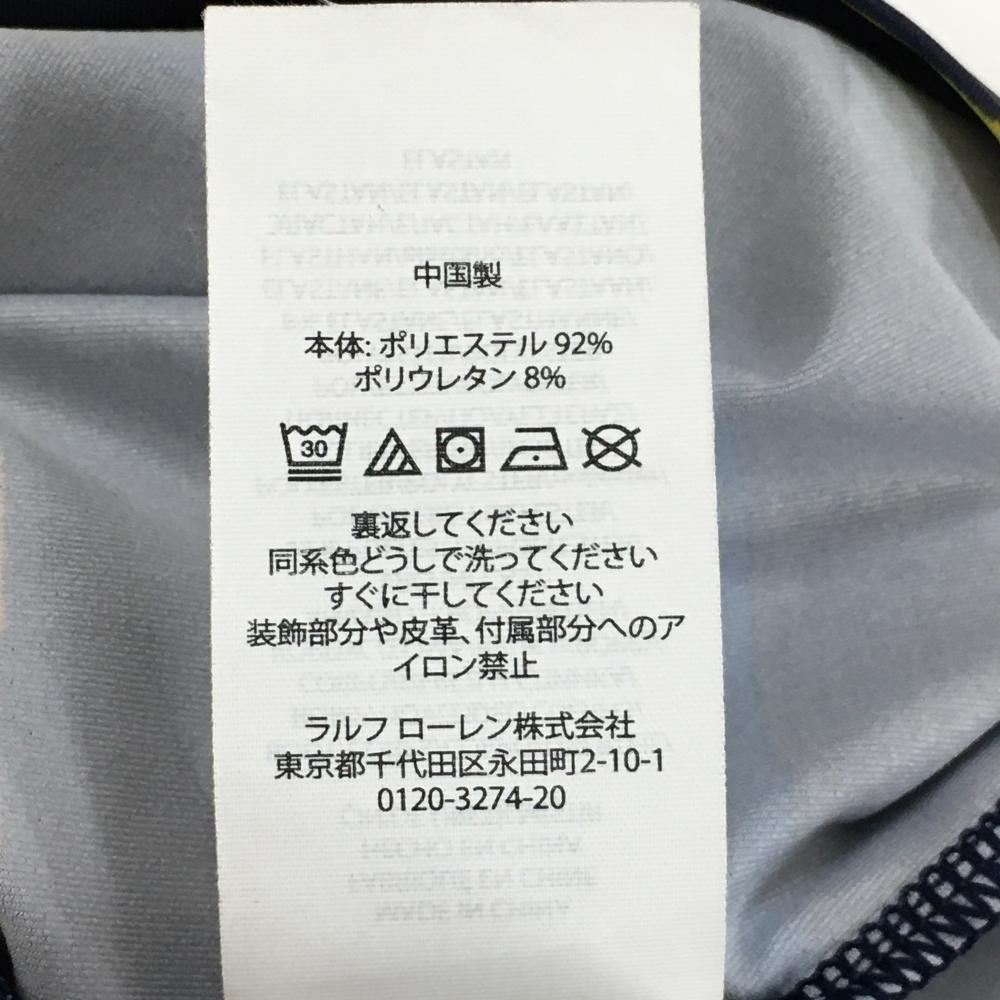 中国製
本体: ポリエステル 92%
ポリウレタン 8%
30
裏返してください
同系色どうしで洗ってください
すぐに干してください
装飾部分や皮革、付属部分へのア
イロン禁止
ラルフ ローレン株式会社
東京都千代田区永田町2-10-1
0120-3274-20